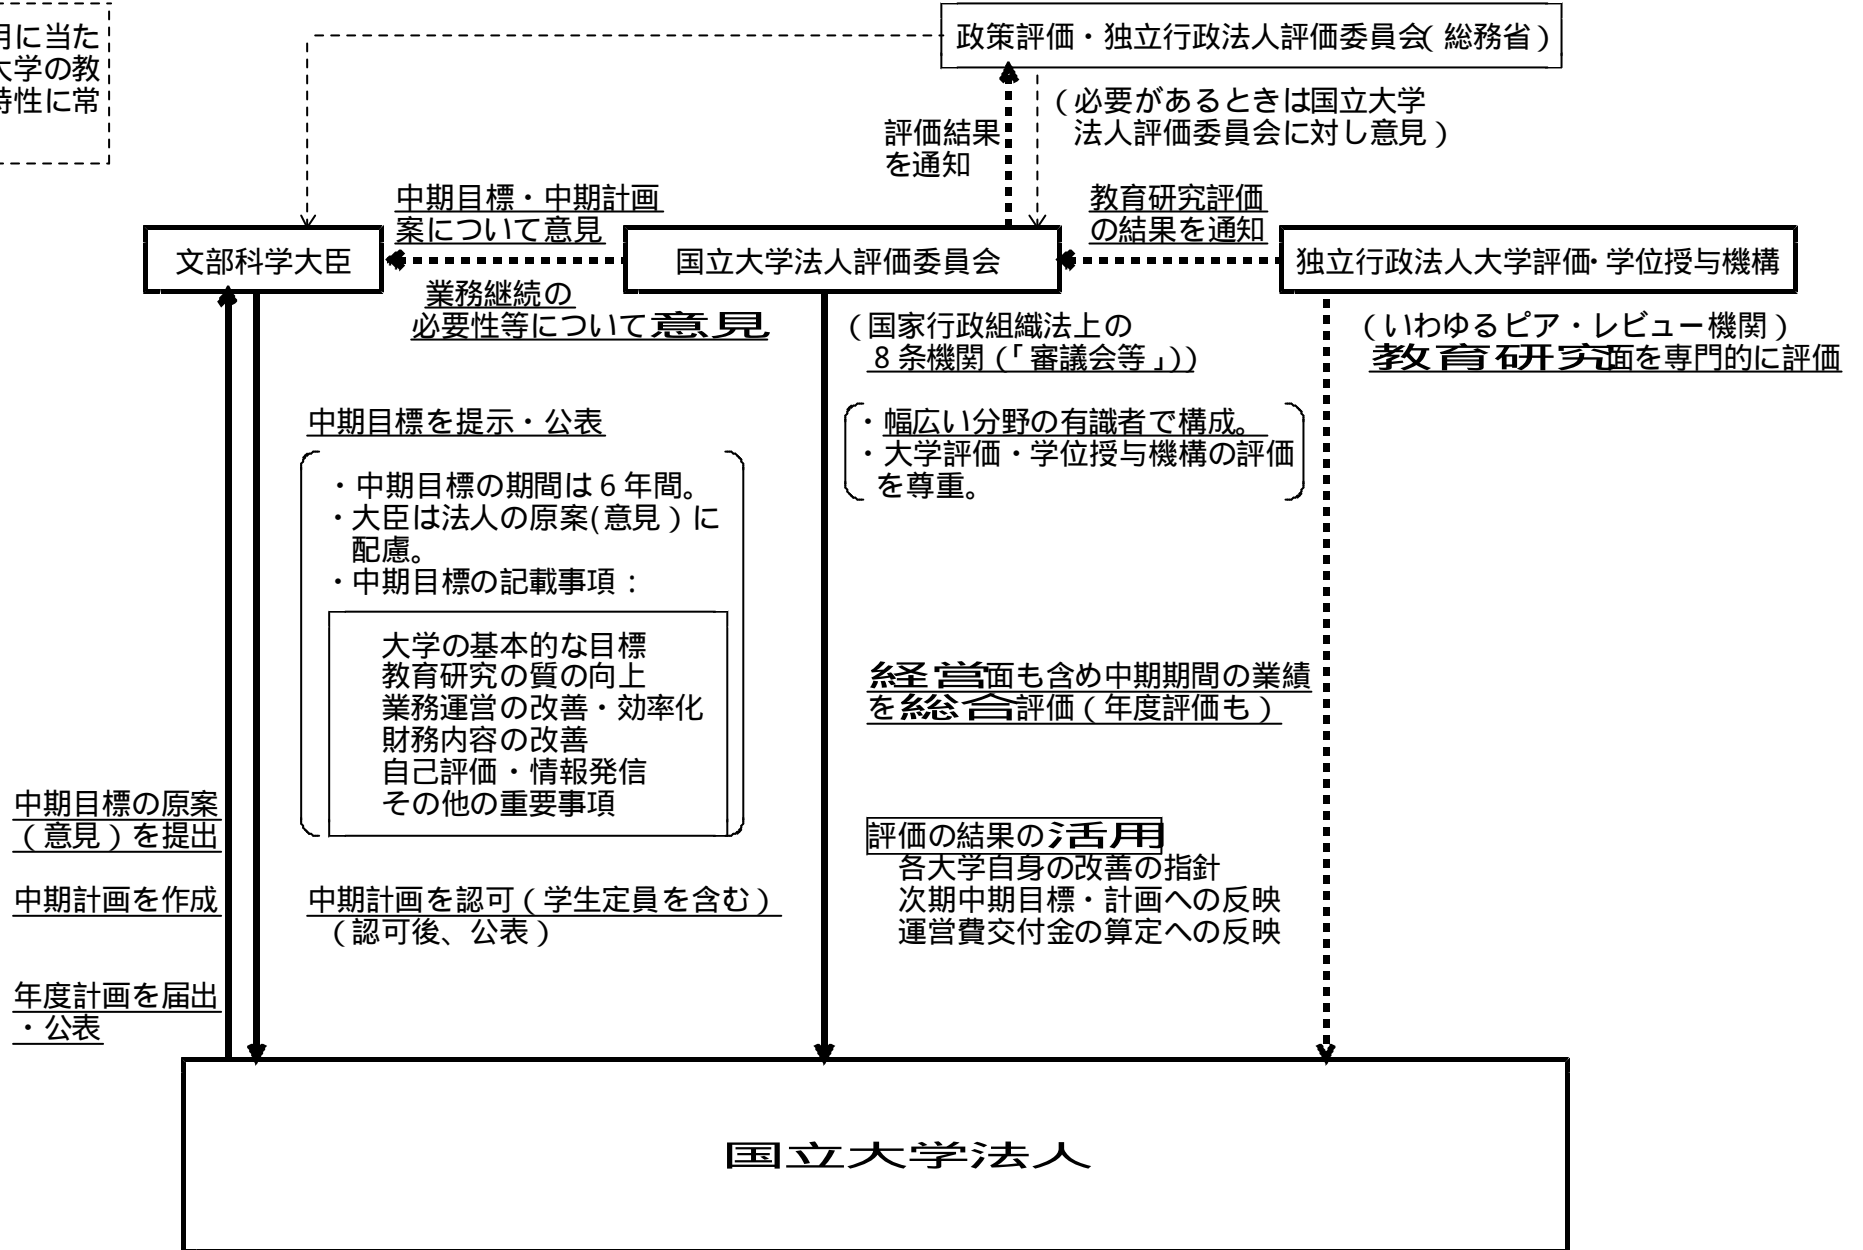 明に当た
大学の教
特性に常
政策評価・独立行政法人評価委員会(総務省)
(必要があるときは国立大学
法人評価委員会に対し意見)
評価結果
を通知
中期目標・中期計画
案について意見
教育研究評価
の結果を通知
文部科学大臣
国立大学法人評価委員会
独立行政法人大学評価・学位授与機構
業務継続の
必要性等について意見
(国家行政組織法上の
8条機関(「審議会等」))
(いわゆるピア・レビュー機関)
教育研究面を専門的に評価
中期目標を提示・公表
・中期目標の期間は6年間。
・大臣は法人の原案(意見)に
配慮。
・中期目標の記載事項:
大学の基本的な目標
教育研究の質の向上
業務運営の改善・効率化
財務内容の改善
自己評価・情報発信
その他の重要事項
・幅広い分野の有識者で構成。
・大学評価・学位授与機構の評価
を尊重。
経営面も含め中期期間の業績
を総合評価(年度評価も)
評価の結果の活用
各大学自身の改善の指針
次期中期目標・計画への反映
運営費交付金の算定への反映
中期目標の原案
(意見)を提出
中期計画を作成
年度計画を届出
・公表
中期計画を認可(学生定員を含む)
(認可後、公表)
国立大学法人